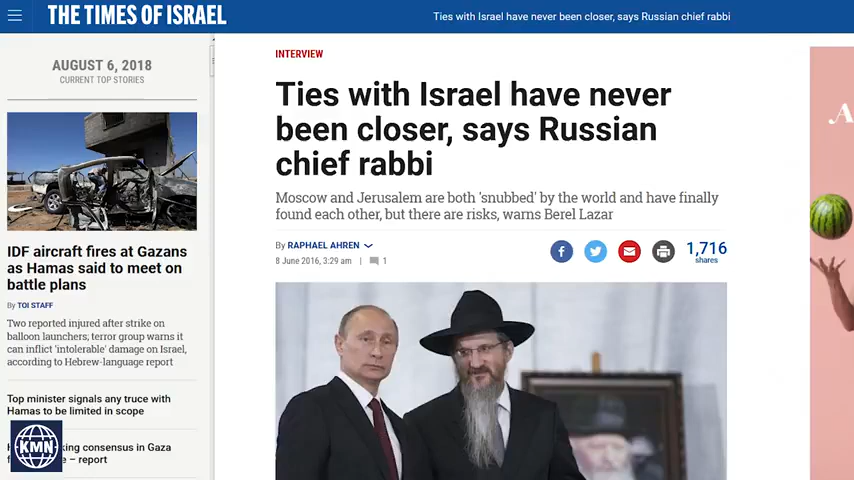 THE TIMES OF ISRAEL
Ties with Israel have never been closer, says Russian chief rabbi
AUGUST 6, 2018
CURRENT TOP STORIES
IDF aircraft fires at Gazans
as Hamas said to meet on
battle plans
By TOI STAFF
Two reported injured after strike on
balloon launchers; terror group warns it
can inflict 'intolerable' damage on Israel,
according to Hebrew-language report
Top minister signals any truce with
Hamas to be limited in scope
king consensus in Gaza
– report
KMN
INTERVIEW
Ties with Israel have never
been closer, says Russian
chief rabbi
Moscow and Jerusalem are both 'snubbed' by the world and have finally
found each other, but there are risks, warns Berel Lazar
By RAPHAEL AHREN
8 June 2016, 3:29 am | 1
1,716
shares
A